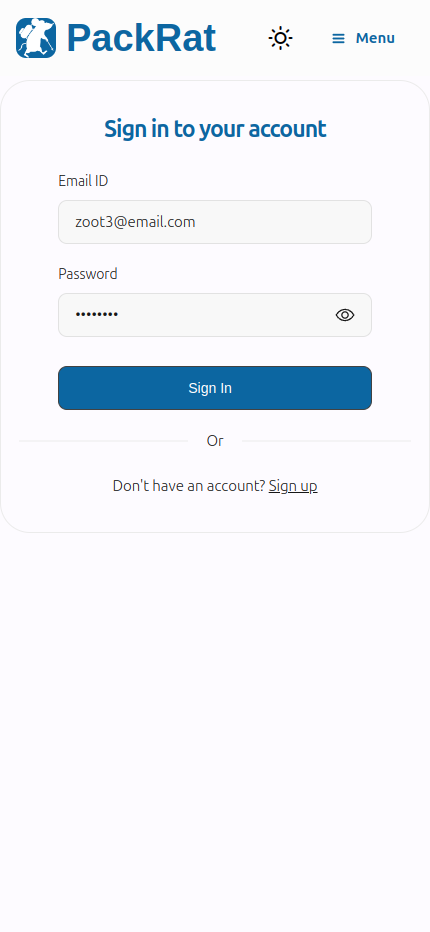 PackRat
Menu
Sign in to your account
Email ID
zoot3@email.com
Password
••••••••
Sign In
Or
Don't have an account? Sign up